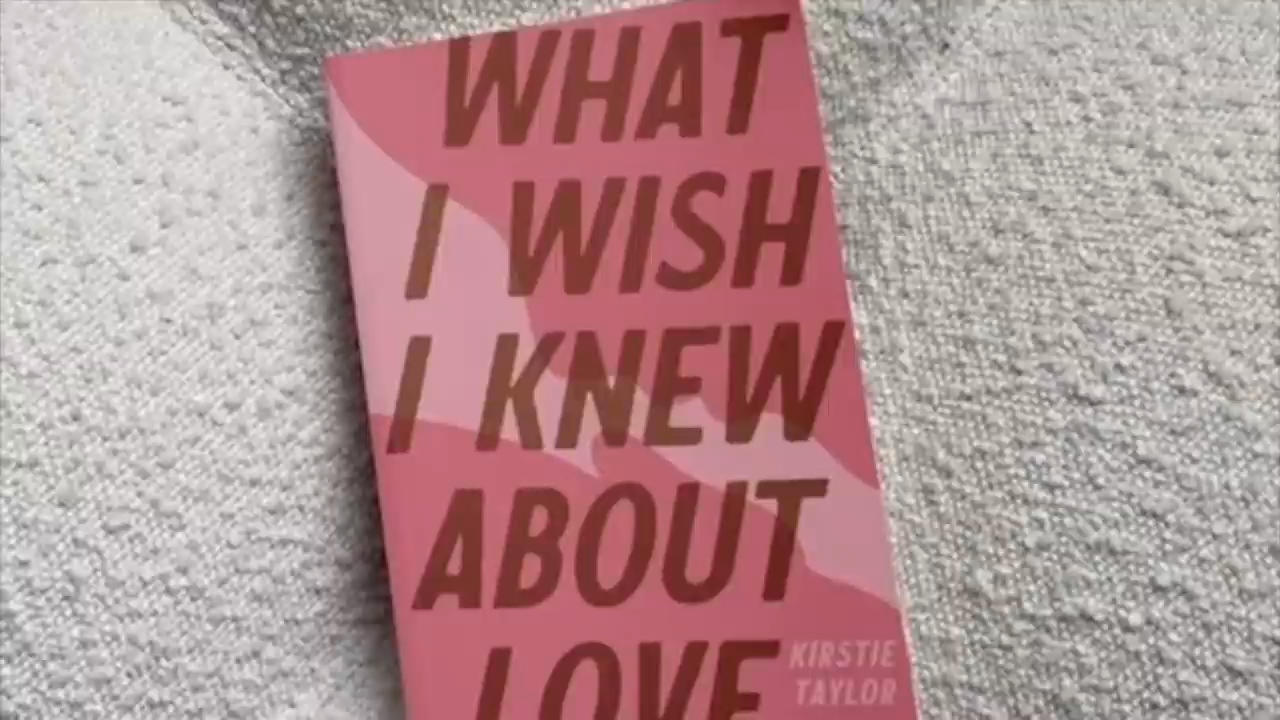 WHAT
I WISH
I KNEW
ABOUT
LOVE
KIRSTIE
TAYLOR